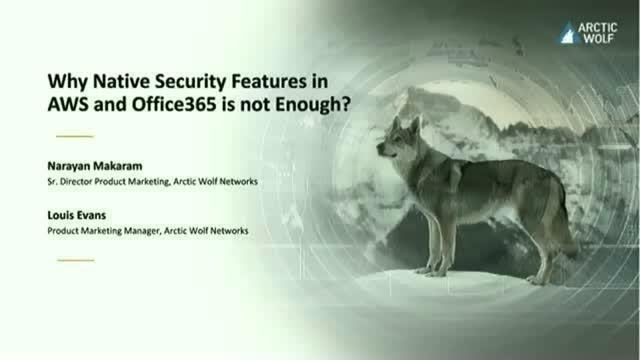 ARCTIC
WOLF
Why Native Security Features in
AWS and Office365 is not Enough?
Narayan Makaram
Sr. Director Product Marketing, Arctic Wolf Networks
Louis Evans
Product Marketing Manager, Arctic Wolf Networks